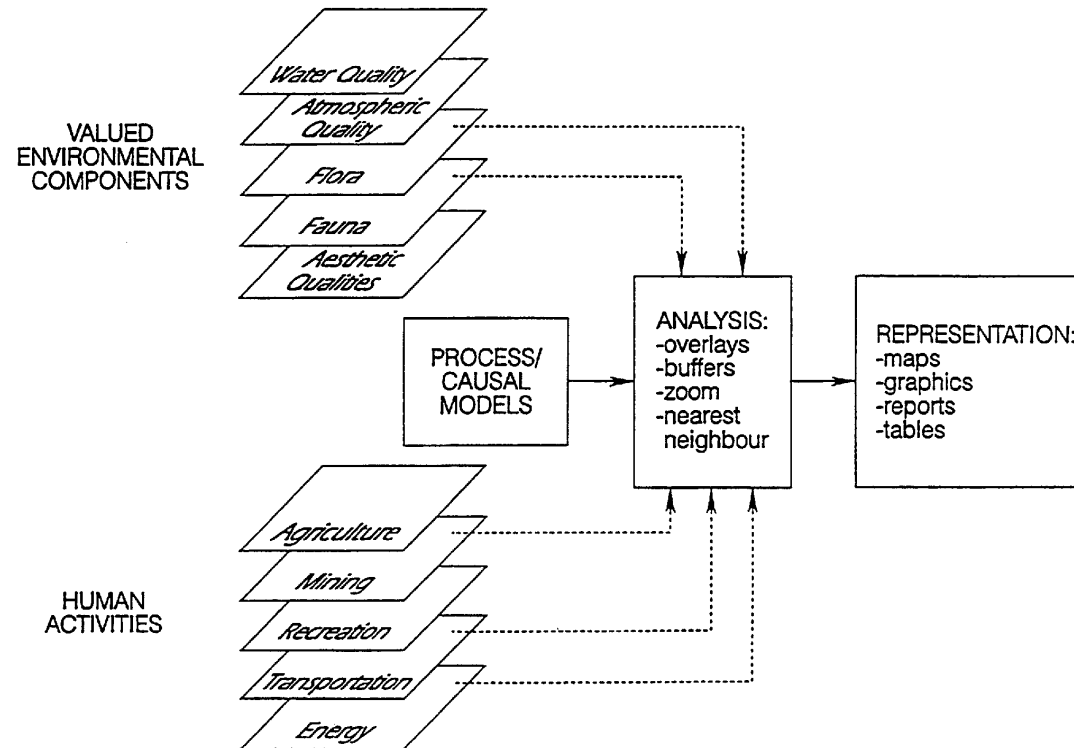 Water Quality
Atmospheric
Quality
Flora
Fauna
Aesthetic
Qualities
VALUED
ENVIRONMENTAL
COMPONENTS
PROCESS/
CAUSAL
MODELS
ANALYSIS:
-overlays
-buffers
-zoom
-nearest
neighbour
REPRESENTATION:
-maps
-graphics
-reports
-tables
Agriculture
Mining
Recreation
Transportation
Energy
HUMAN
ACTIVITIES